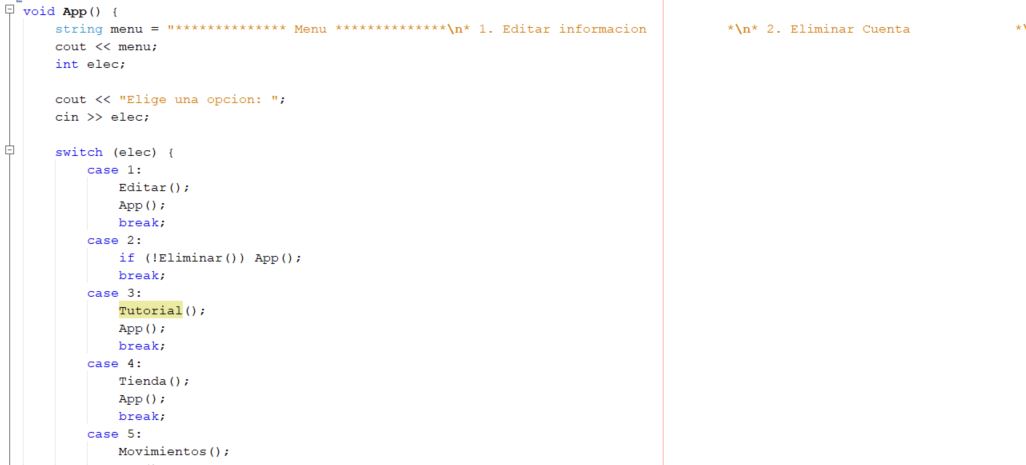 void App() {
string menu = "************** Menu **************\n* 1. Editar informacion *\n* 2. Eliminar Cuenta *\
cout << menu;
int elec;
cout << "Elige una opcion: ";
cin >> elec;
switch (elec) {
case 1:
Editar();
App();
break;
case 2:
if (!Eliminar()) App();
break;
case 3:
Tutorial();
App();
break;
case 4:
Tienda();
App();
break;
case 5:
Movimientos();